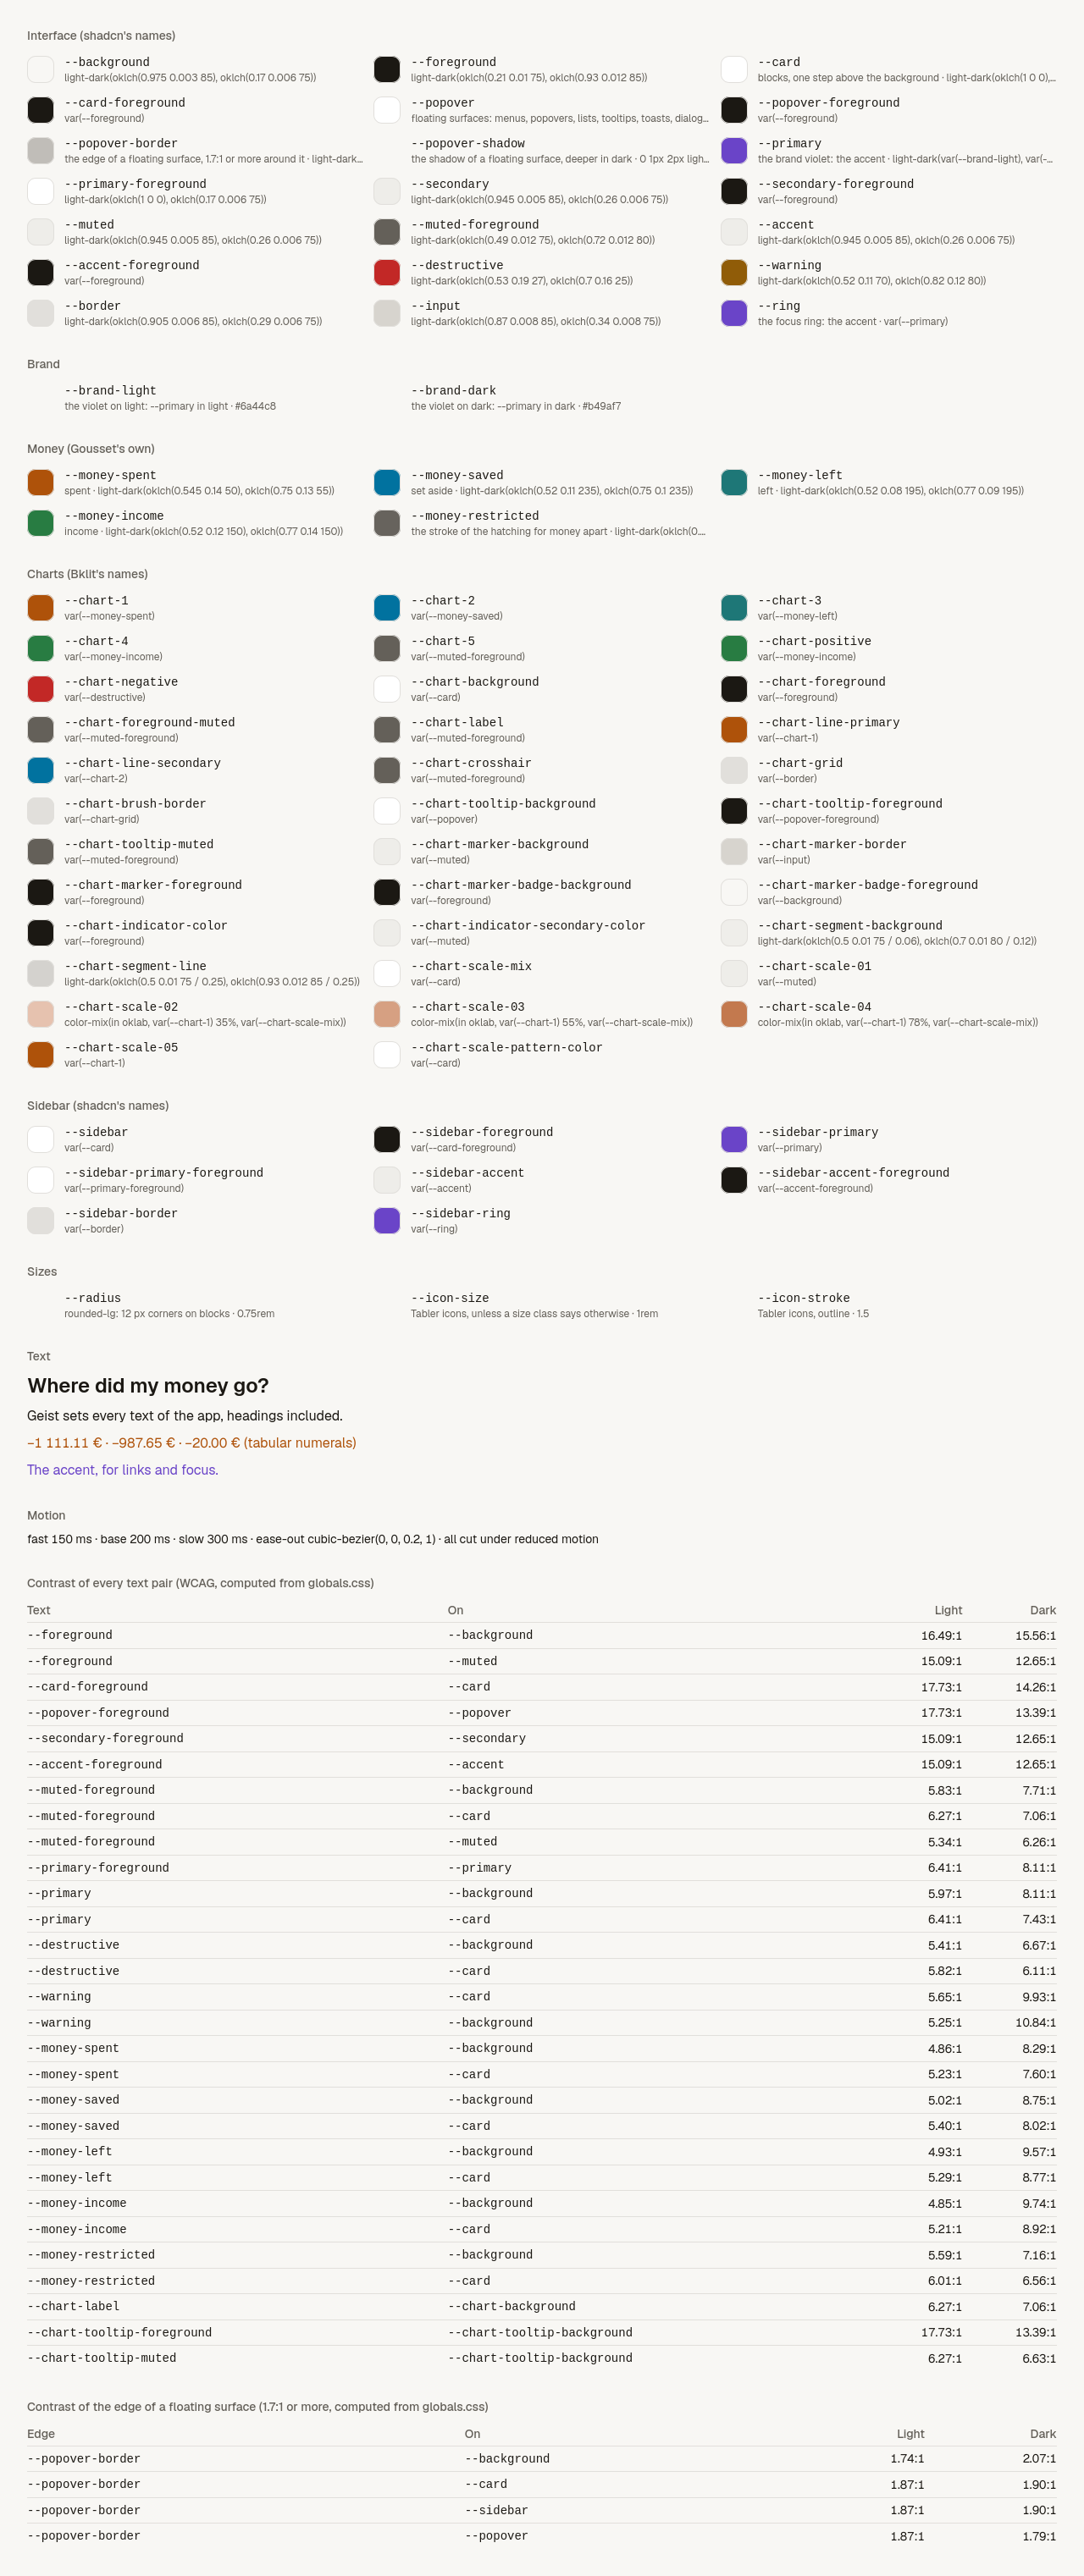 Interface (shadcn's names)
--background
light-dark(oklch(0.975 0.003 85), oklch(0.17 0.006 75))
--foreground
light-dark(oklch(0.21 0.01 75), oklch(0.93 0.012 85))
--card
blocks, one step above the background · light-dark(oklch(1 0 0),...
--card-foreground
var(--foreground)
--popover
floating surfaces: menus, popovers, lists, tooltips, toasts, dialog...
--popover-foreground
var(--foreground)
--popover-border
the edge of a floating surface, 1.7:1 or more around it · light-dark...
--popover-shadow
the shadow of a floating surface, deeper in dark · 0 1px 2px ligh...
--primary
the brand violet: the accent · light-dark(var(--brand-light), var(-...
--primary-foreground
light-dark(oklch(1 0 0), oklch(0.17 0.006 75))
--secondary
light-dark(oklch(0.945 0.005 85), oklch(0.26 0.006 75))
--secondary-foreground
var(--foreground)
--muted
light-dark(oklch(0.945 0.005 85), oklch(0.26 0.006 75))
--muted-foreground
light-dark(oklch(0.49 0.012 75), oklch(0.72 0.012 80))
--accent
light-dark(oklch(0.945 0.005 85), oklch(0.26 0.006 75))
--accent-foreground
var(--foreground)
--destructive
light-dark(oklch(0.53 0.19 27), oklch(0.7 0.16 25))
--warning
light-dark(oklch(0.52 0.11 70), oklch(0.82 0.12 80))
--border
light-dark(oklch(0.905 0.006 85), oklch(0.29 0.006 75))
--input
light-dark(oklch(0.87 0.008 85), oklch(0.34 0.008 75))
--ring
the focus ring: the accent · var(--primary)
Brand
--brand-light
the violet on light: --primary in light · #6a44c8
--brand-dark
the violet on dark: --primary in dark · #b49af7
Money (Gousset's own)
--money-spent
spent · light-dark(oklch(0.545 0.14 50), oklch(0.75 0.13 55))
--money-saved
set aside · light-dark(oklch(0.52 0.11 235), oklch(0.75 0.1 235))
--money-left
left · light-dark(oklch(0.52 0.08 195), oklch(0.77 0.09 195))
--money-income
income · light-dark(oklch(0.52 0.12 150), oklch(0.77 0.14 150))
--money-restricted
the stroke of the hatching for money apart · light-dark(oklch(0....
Charts (Bklit's names)
--chart-1
var(--money-spent)
--chart-2
var(--money-saved)
--chart-3
var(--money-left)
--chart-4
var(--money-income)
--chart-5
var(--muted-foreground)
--chart-positive
var(--money-income)
--chart-negative
var(--destructive)
--chart-background
var(--card)
--chart-foreground
var(--foreground)
--chart-foreground-muted
var(--muted-foreground)
--chart-label
var(--muted-foreground)
--chart-line-primary
var(--chart-1)
--chart-line-secondary
var(--chart-2)
--chart-crosshair
var(--muted-foreground)
--chart-grid
var(--border)
--chart-brush-border
var(--chart-grid)
--chart-tooltip-background
var(--popover)
--chart-tooltip-foreground
var(--popover-foreground)
--chart-tooltip-muted
var(--muted-foreground)
--chart-marker-background
var(--muted)
--chart-marker-border
var(--input)
--chart-marker-foreground
var(--foreground)
--chart-marker-badge-background
var(--foreground)
--chart-marker-badge-foreground
var(--background)
--chart-indicator-color
var(--foreground)
--chart-indicator-secondary-color
var(--muted)
--chart-segment-background
light-dark(oklch(0.5 0.01 75 / 0.06), oklch(0.7 0.01 80 / 0.12))
--chart-segment-line
light-dark(oklch(0.5 0.01 75 / 0.25), oklch(0.93 0.012 85 / 0.25))
--chart-scale-mix
var(--card)
--chart-scale-01
var(--muted)
--chart-scale-02
color-mix(in oklab, var(--chart-1) 35%, var(--chart-scale-mix))
--chart-scale-03
color-mix(in oklab, var(--chart-1) 55%, var(--chart-scale-mix))
--chart-scale-04
color-mix(in oklab, var(--chart-1) 78%, var(--chart-scale-mix))
--chart-scale-05
var(--chart-1)
--chart-scale-pattern-color
var(--card)
Sidebar (shadcn's names)
--sidebar
var(--card)
--sidebar-foreground
var(--card-foreground)
--sidebar-primary
var(--primary)
--sidebar-primary-foreground
var(--primary-foreground)
--sidebar-accent
var(--accent)
--sidebar-accent-foreground
var(--accent-foreground)
--sidebar-border
var(--border)
--sidebar-ring
var(--ring)
Sizes
--radius
rounded-lg: 12 px corners on blocks · 0.75rem
--icon-size
Tabler icons, unless a size class says otherwise · 1rem
--icon-stroke
Tabler icons, outline · 1.5
Text
Where did my money go?
Geist sets every text of the app, headings included.
−1 111.11 € · −987.65 € · −20.00 € (tabular numerals)
The accent, for links and focus.
Motion
fast 150 ms · base 200 ms · slow 300 ms · ease-out cubic-bezier(0, 0, 0.2, 1) · all cut under reduced motion
Contrast of every text pair (WCAG, computed from globals.css)
Text On Light Dark
--foreground --background 16.49:1 15.56:1
--foreground --muted 15.09:1 12.65:1
--card-foreground --card 17.73:1 14.26:1
--popover-foreground --popover 17.73:1 13.39:1
--secondary-foreground --secondary 15.09:1 12.65:1
--accent-foreground --accent 15.09:1 12.65:1
--muted-foreground --background 5.83:1 7.71:1
--muted-foreground --card 6.27:1 7.06:1
--muted-foreground --muted 5.34:1 6.26:1
--primary-foreground --primary 6.41:1 8.11:1
--primary --background 5.97:1 8.11:1
--primary --card 6.41:1 7.43:1
--destructive --background 5.41:1 6.67:1
--destructive --card 5.82:1 6.11:1
--warning --card 5.65:1 9.93:1
--warning --background 5.25:1 10.84:1
--money-spent --background 4.86:1 8.29:1
--money-spent --card 5.23:1 7.60:1
--money-saved --background 5.02:1 8.75:1
--money-saved --card 5.40:1 8.02:1
--money-left --background 4.93:1 9.57:1
--money-left --card 5.29:1 8.77:1
--money-income --background 4.85:1 9.74:1
--money-income --card 5.21:1 8.92:1
--money-restricted --background 5.59:1 7.16:1
--money-restricted --card 6.01:1 6.56:1
--chart-label --chart-background 6.27:1 7.06:1
--chart-tooltip-foreground --chart-tooltip-background 17.73:1 13.39:1
--chart-tooltip-muted --chart-tooltip-background 6.27:1 6.63:1
Contrast of the edge of a floating surface (1.7:1 or more, computed from globals.css)
Edge On Light Dark
--popover-border --background 1.74:1 2.07:1
--popover-border --card 1.87:1 1.90:1
--popover-border --sidebar 1.87:1 1.90:1
--popover-border --popover 1.87:1 1.79:1